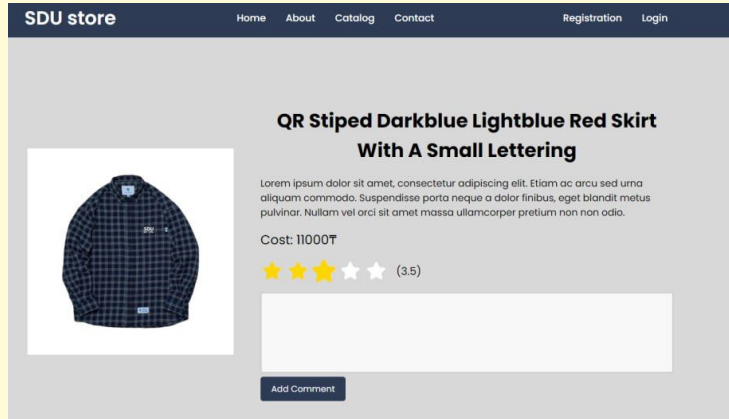 SDU store Home About Catalog Contact Registration Login
QR Stiped Darkblue Lightblue Red Skirt
With A Small Lettering
Lorem ipsum dolor sit amet, consectetur adipiscing elit. Etiam ac arcu sed urna
aliquam commodo. Suspendisse porta neque a dolor finibus, eget blandit metus
pulvinar. Nullam vel orci sit amet massa ullamcorper pretium non non odio.
SDU
Cost: 11000₸
(3.5)
Add Comment